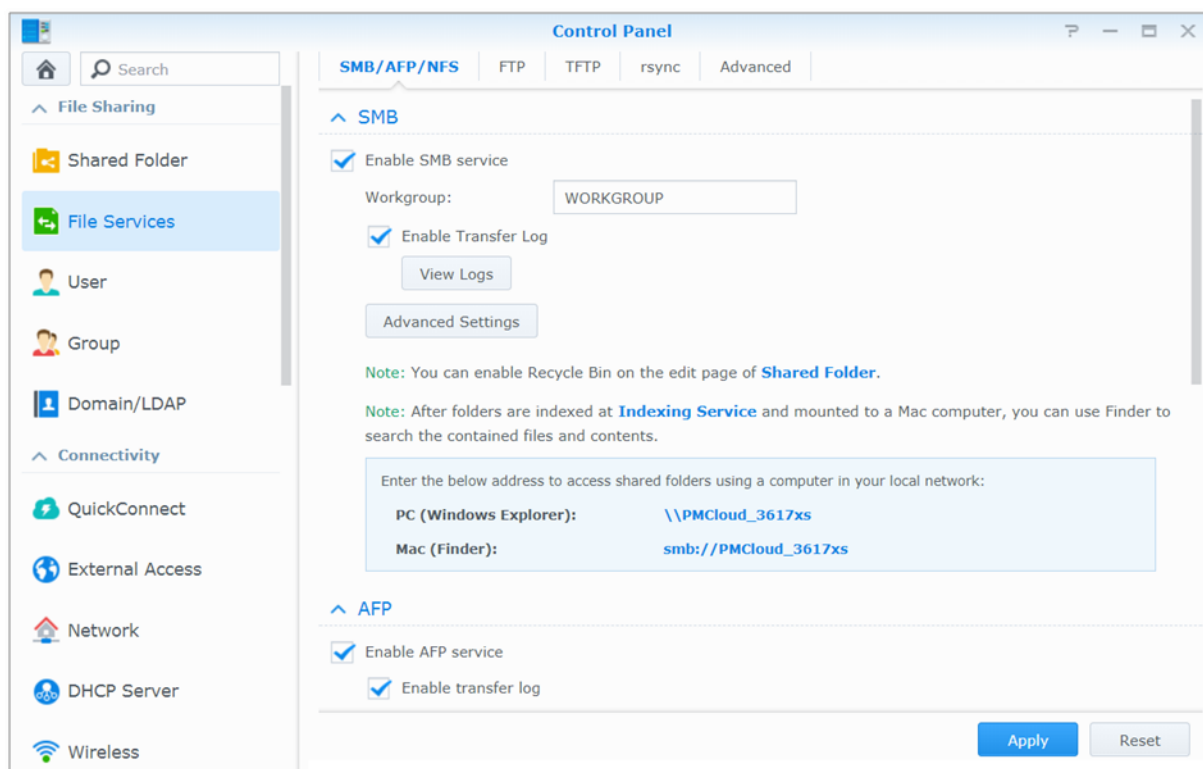 Control Panel
Search
SMB/AFP/NFS FTP TFTP rsync Advanced
File Sharing
Shared Folder
File Services
User
Group
Domain/LDAP
Connectivity
QuickConnect
External Access
Network
DHCP Server
Wireless
SMB
Enable SMB service
Workgroup: WORKGROUP
Enable Transfer Log
View Logs
Advanced Settings
Note: You can enable Recycle Bin on the edit page of Shared Folder.
Note: After folders are indexed at Indexing Service and mounted to a Mac computer, you can use Finder to
search the contained files and contents.
Enter the below address to access shared folders using a computer in your local network:
PC (Windows Explorer): \\PMCloud_3617xs
Mac (Finder): smb://PMCloud_3617xs
AFP
Enable AFP service
Enable transfer log
Apply Reset